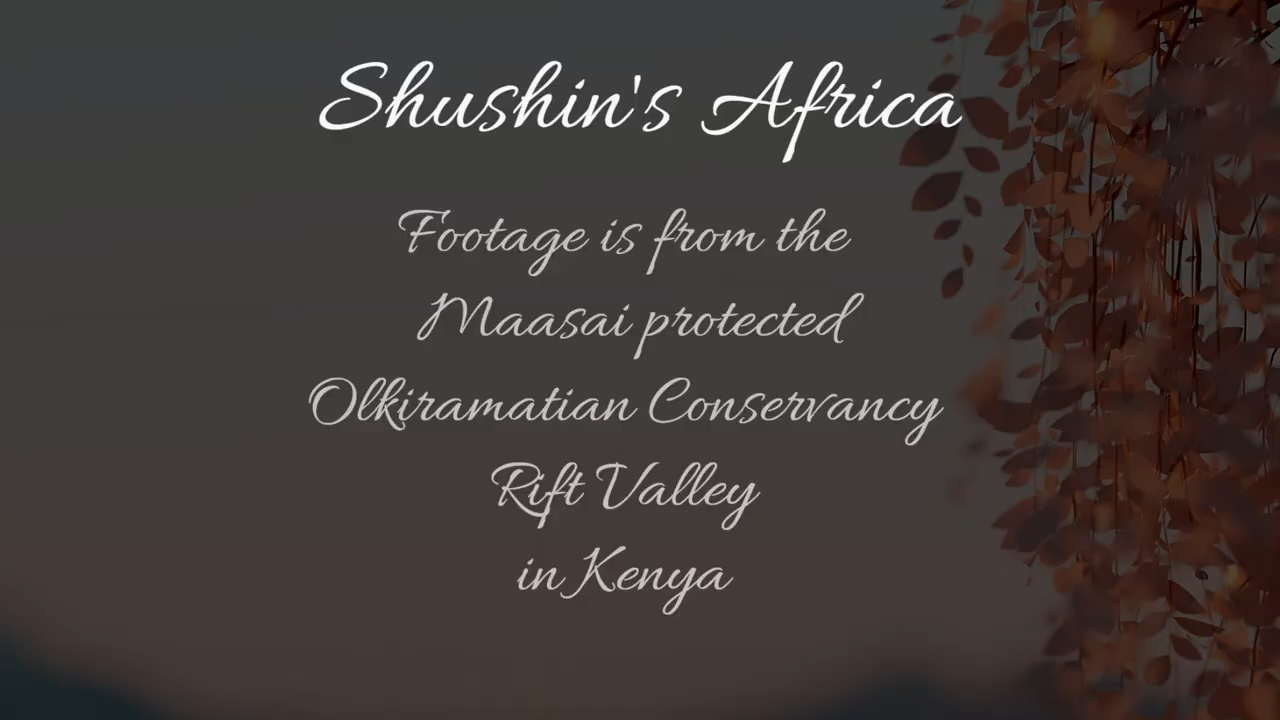 Shushin's Africa
Footage is from the
Maasai protected
Olkiramatian Conservancy
Rift Valley
in Kenya